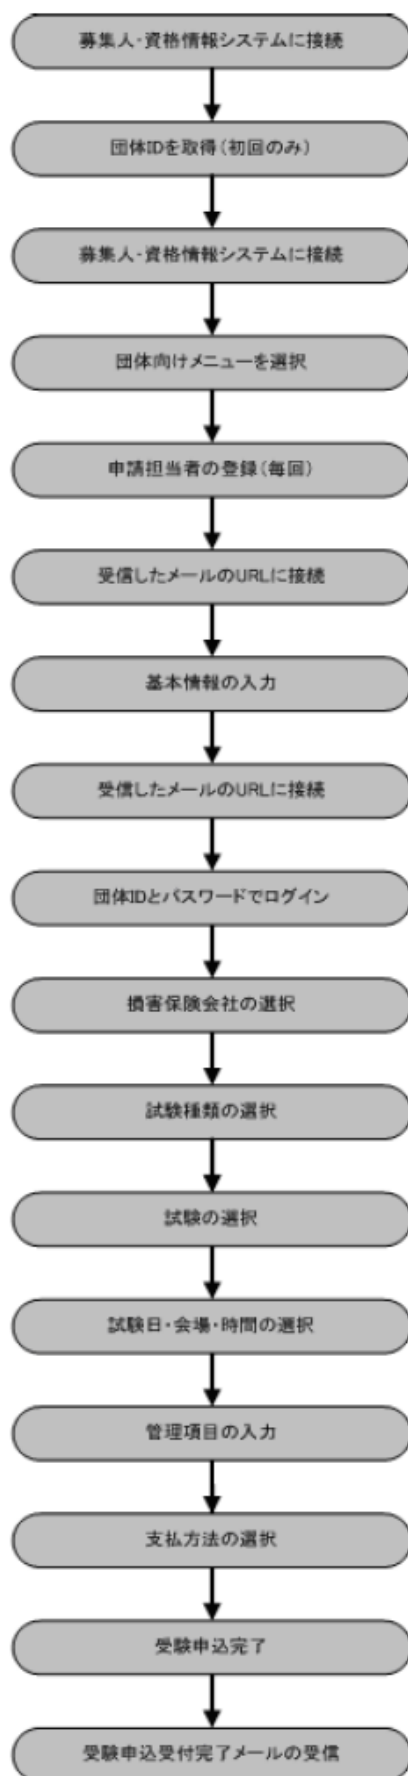 募集人・資格情報システムに接続
団体IDを取得(初回のみ)
募集人・資格情報システムに接続
団体向けメニューを選択
申請担当者の登録(毎回)
受信したメールのURLに接続
基本情報の入力
受信したメールのURLに接続
団体IDとパスワードでログイン
損害保険会社の選択
試験種類の選択
試験の選択
試験日・会場・時間の選択
管理項目の入力
支払方法の選択
受験申込完了
受験申込受付完了メールの受信